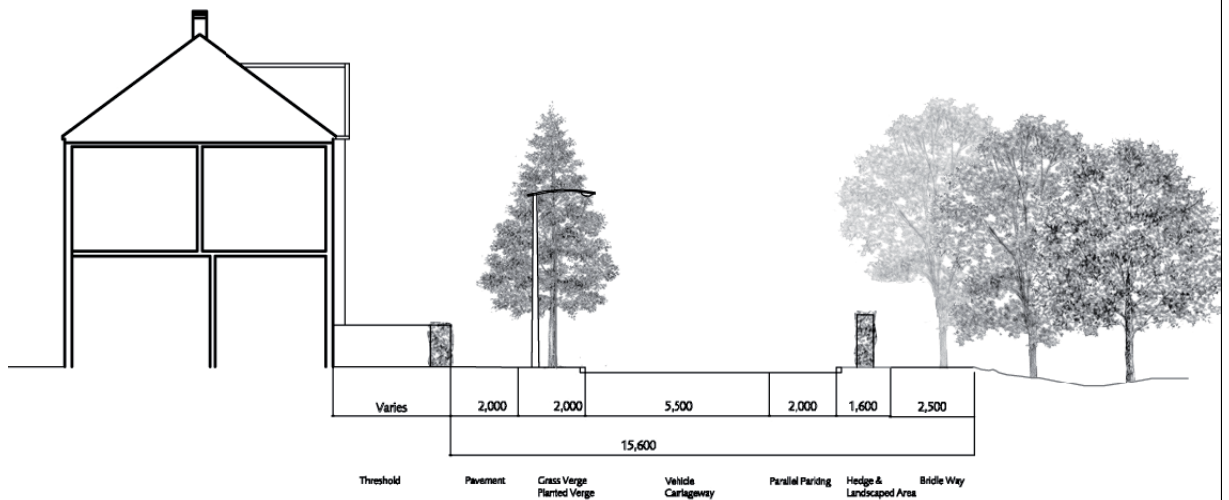 Varies
2,000
2,000
5,500
2,000
1,600
2,500
15,600
Threshold
Pavement
Grass Verge
Planted Verge
Vehicle
Carriageway
Parallel Parking
Hedge &
Landscaped Area
Bridle Way